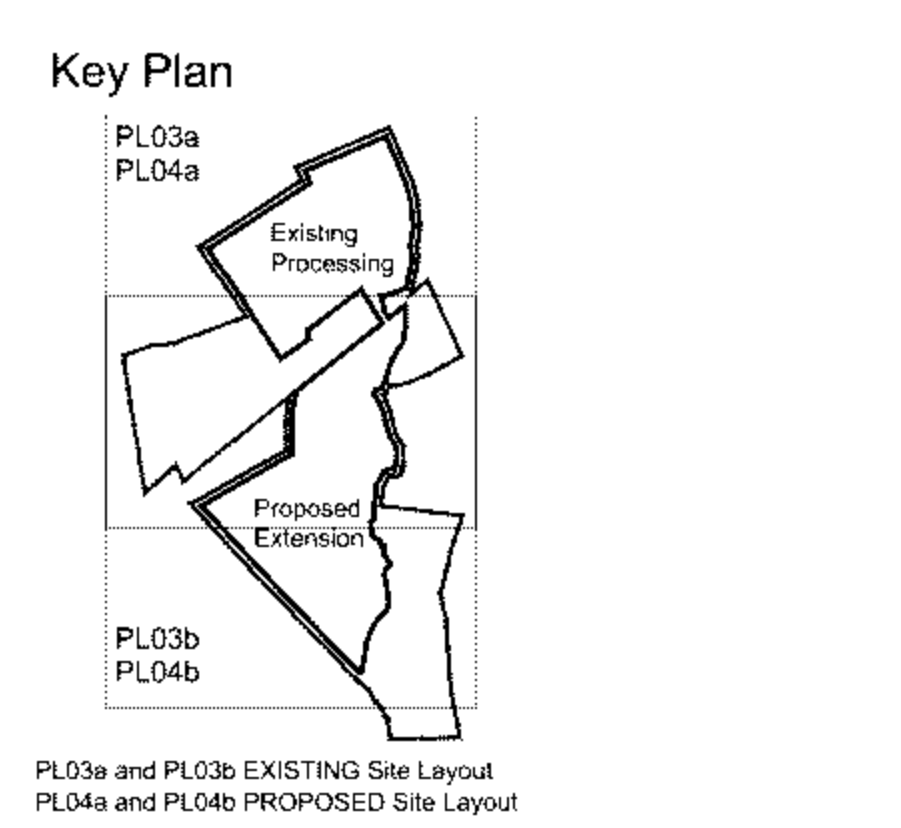 Key Plan
PL03a
PL04a
Existing
Processing
Proposed
Extension
PL03b
PL04b
PL03a and PL03b EXISTING Site Layout
PL04a and PL04b PROPOSED Site Layout